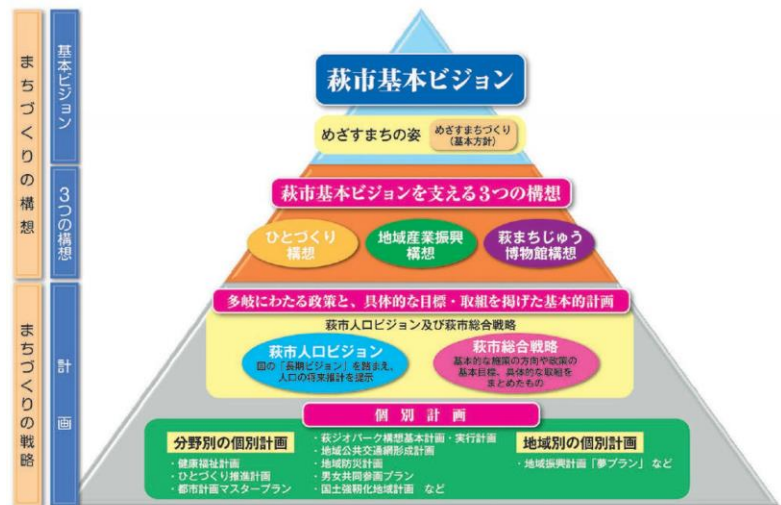 まちづくりの構想
基本ビジョン
3つの構想
まちづくりの戦略
計画
萩市基本ビジョン
めざすまちの姿
めざすまちづくり
(基本方針)
萩市基本ビジョンを支える3つの構想
ひとづくり
構想
地域産業振興
構想
萩まちじゅう
博物館構想
多岐にわたる政策と、具体的な目標・取組を掲げた基本的計画
萩市人口ビジョン及び萩市総合戦略
萩市人口ビジョン
国の「長期ビジョン」を踏まえ、
人口の将来推計を提示
萩市総合戦略
基本的な施策の方向や政策の
基本目標、具体的な取組を
まとめたもの
個別計画
分野別の個別計画
・健康福祉計画
・ひとづくり推進計画
・都市計画マスタープラン
・萩ジオパーク構想基本計画・実行計画
・地域公共交通網形成計画
・地域防災計画
・男女共同参画プラン
・国土強靱化地域計画 など
地域別の個別計画
・地域振興計画「夢プラン」 など